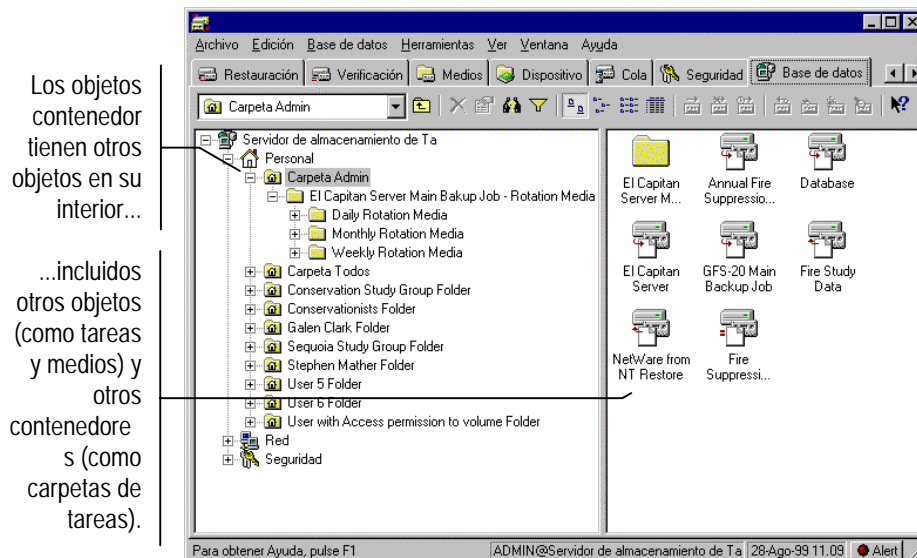 Los objetos
contenedor
tienen otros
objetos en su
interior...
...incluidos
otros objetos
(como tareas
y medios) y
otros
contenedore
s (como
carpetas de
tareas).
Archivo Edición Base de datos Herramientas Ver Ventana Ayuda
Restauración Verificación Medios Dispositivo Cola Seguridad Base de datos
Carpeta Admin
Servidor de almacenamiento de Ta
Personal
Carpeta Admin
El Capitan Server Main Bakup Job - Rotation Media
Daily Rotation Media
Monthly Rotation Media
Weekly Rotation Media
Carpeta Todos
Conservation Study Group Folder
Conservationists Folder
Galen Clark Folder
Sequoia Study Group Folder
Stephen Mather Folder
User 5 Folder
User 6 Folder
User with Access permission to volume Folder
Red
Seguridad
El Capitan
Server M...
Annual Fire
Suppressio...
Database
El Capitan
Server
GFS-20 Main
Backup Job
Fire Study
Data
NetWare from
NT Restore
Fire
Suppressi...
Para obtener Ayuda, pulse F1
ADMIN@Servidor de almacenamiento de Ta
28-Ago-99 11.09
Alert